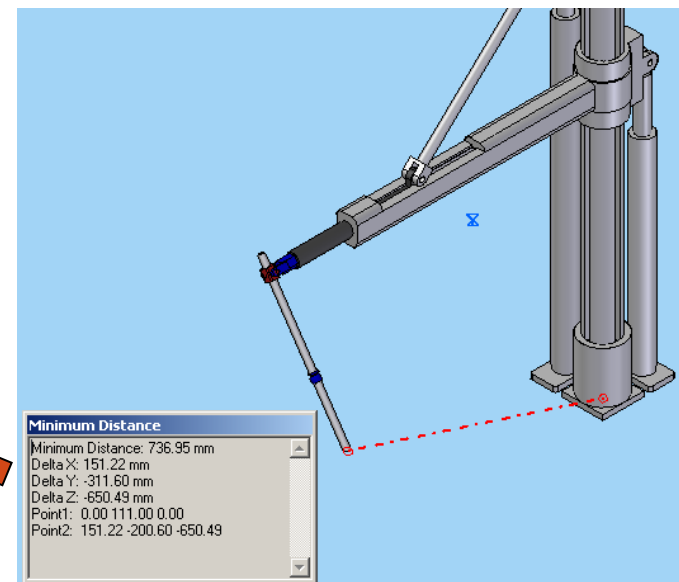 Minimum Distance
Minimum Distance: 736.95 mm
Delta X: 151.22 mm
Delta Y: -311.60 mm
Delta Z: -650.49 mm
Point1:  0.00 111.00 0.00
Point2:  151.22 -200.60 -650.49